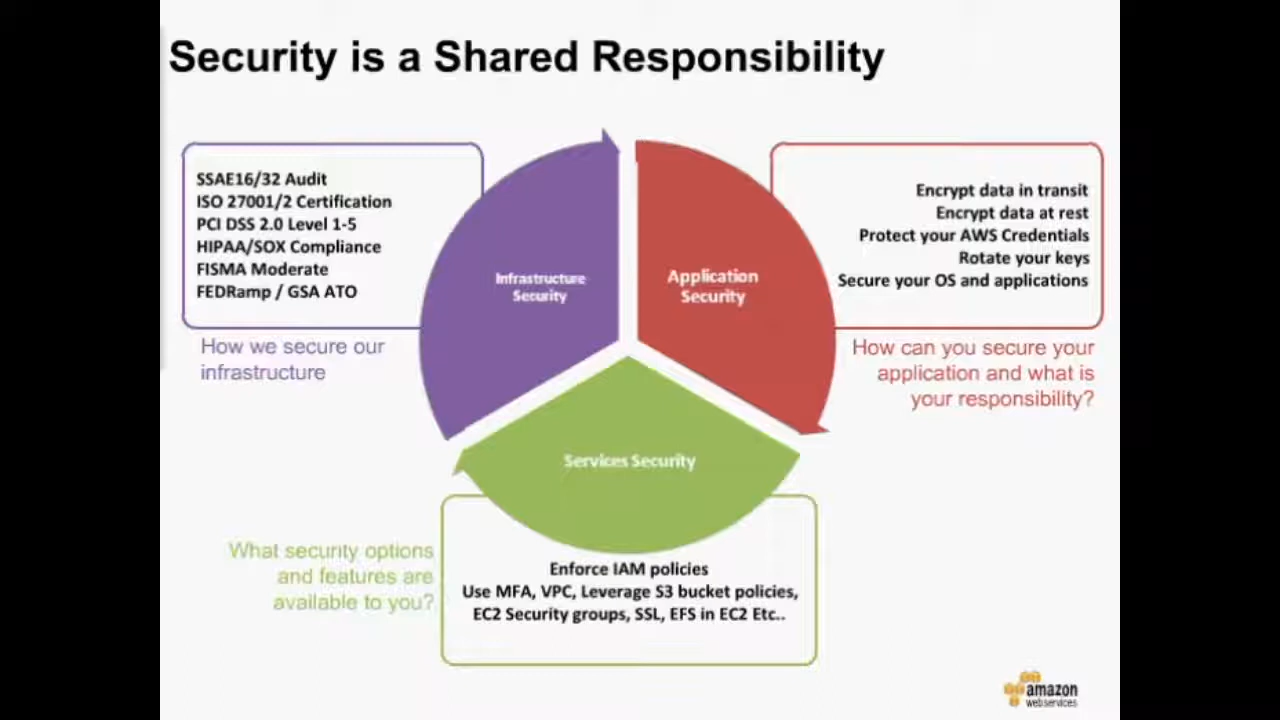 Security is a Shared Responsibility
SSAE16/32 Audit
ISO 27001/2 Certification
PCI DSS 2.0 Level 1-5
HIPAA/SOX Compliance
FISMA Moderate
FEDRamp / GSA ATO
How we secure our
infrastructure
Infrastructure
Security
Application
Security
Encrypt data in transit
Encrypt data at rest
Protect your AWS Credentials
Rotate your keys
Secure your OS and applications
How can you secure your
application and what is
your responsibility?
Services Security
What security options
and features are
available to you?
Enforce IAM policies
Use MFA, VPC, Leverage S3 bucket policies,
EC2 Security groups, SSL, EFS in EC2 Etc..
amazon
webservices